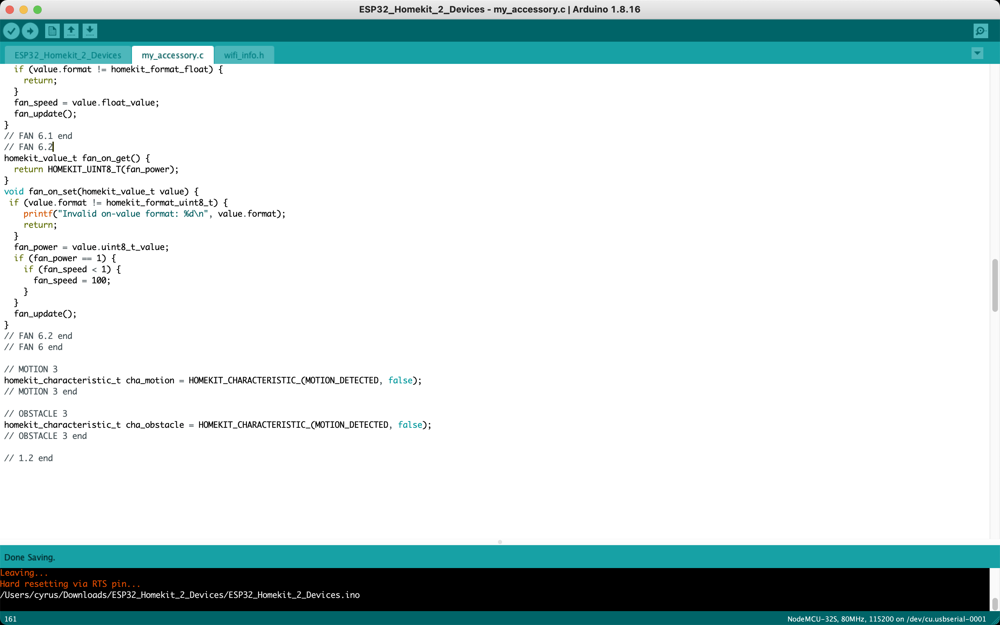 ESP32_Homekit_2_Devices - my_accessory.c | Arduino 1.8.16
ESP32_Homekit_2_Devices my_accessory.c wifi_info.h
  if (value.format != homekit_format_float) {
    return;
  }
  fan_speed = value.float_value;
  fan_update();
}
// FAN 6.1 end
// FAN 6.2
homekit_value_t fan_on_get() {
  return HOMEKIT_UINT8_T(fan_power);
}
void fan_on_set(homekit_value_t value) {
 if (value.format != homekit_format_uint8_t) {
    printf("Invalid on-value format: %d\n", value.format);
    return;
  }
  fan_power = value.uint8_t_value;
  if (fan_power == 1) {
    if (fan_speed < 1) {
      fan_speed = 100;
    }
  }
  fan_update();
}
// FAN 6.2 end
// FAN 6 end
// MOTION 3
homekit_characteristic_t cha_motion = HOMEKIT_CHARACTERISTIC_(MOTION_DETECTED, false);
// MOTION 3 end
// OBSTACLE 3
homekit_characteristic_t cha_obstacle = HOMEKIT_CHARACTERISTIC_(MOTION_DETECTED, false);
// OBSTACLE 3 end
// 1.2 end
Done Saving.
Leaving...
Hard resetting via RTS pin...
/Users/cyrus/Downloads/ESP32_Homekit_2_Devices/ESP32_Homekit_2_Devices.ino
161 NodeMCU-32S, 80MHz, 115200 on /dev/cu.usbserial-0001